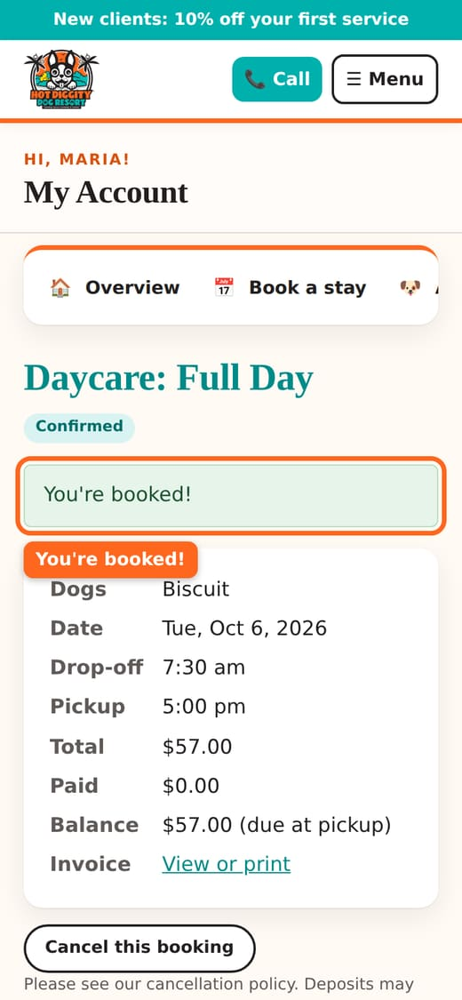 New clients: 10% off your first service
HOT DIGGITY
DOG RESORT
Call
☰ Menu
HI, MARIA!
My Account
Overview
Book a stay
Daycare: Full Day
Confirmed
You're booked!
You're booked!
Dogs Biscuit
Date Tue, Oct 6, 2026
Drop-off 7:30 am
Pickup 5:00 pm
Total $57.00
Paid $0.00
Balance $57.00 (due at pickup)
Invoice View or print
Cancel this booking
Please see our cancellation policy. Deposits may